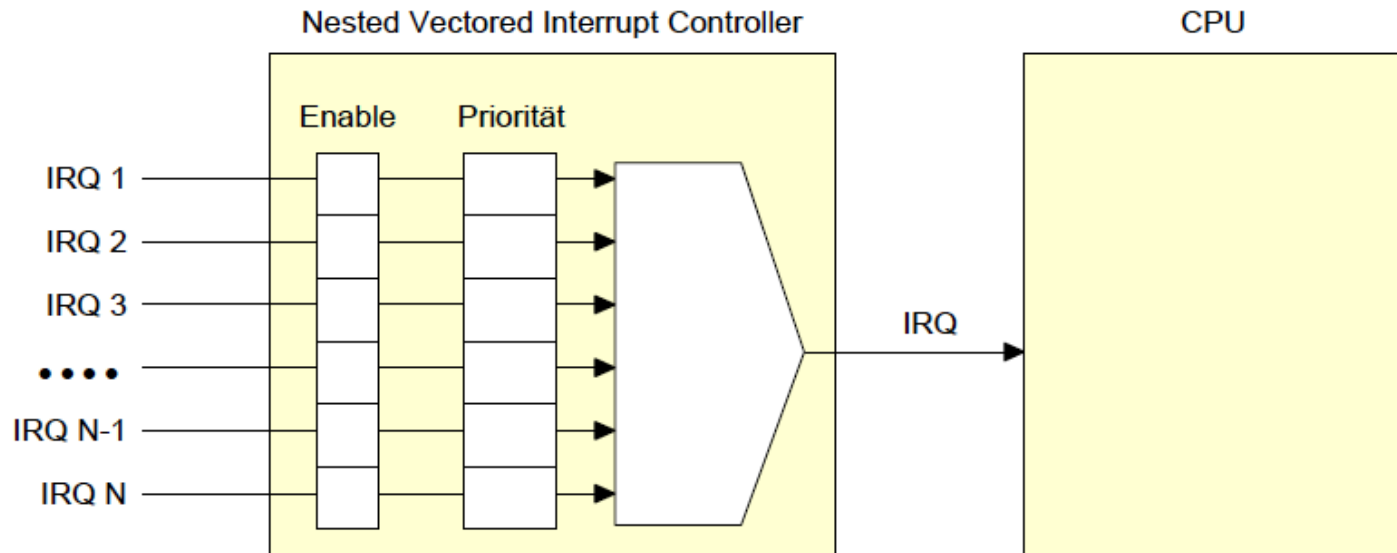 Nested Vectored Interrupt Controller
CPU
Enable
Priorität
IRQ 1
IRQ 2
IRQ 3
••••
IRQ N-1
IRQ N
IRQ